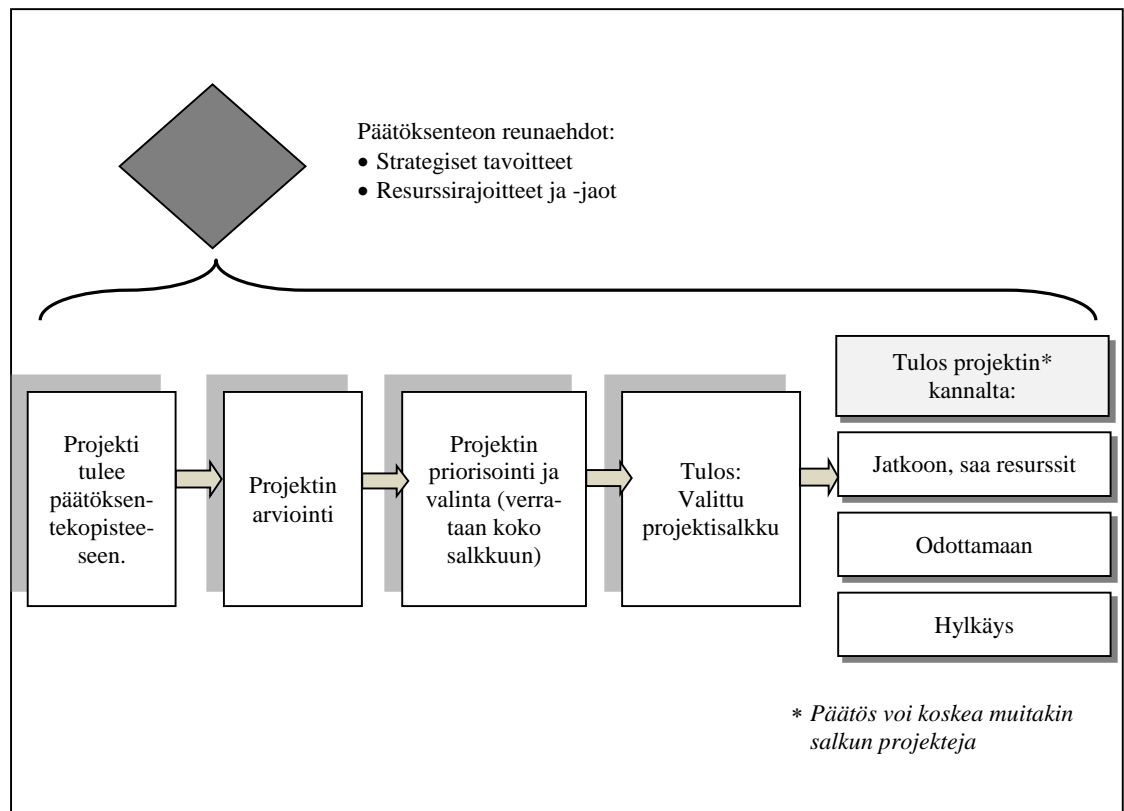 Päätöksenteon reunaehdot:
• Strategiset tavoitteet
• Resurssirajoitteet ja -jaot
Projekti
tulee
päätöksen-
tekopistee-
seen.
Projektin
arviointi
Projektin
priorisointi ja
valinta (verra-
taan koko
salkkuun)
Tulos:
Valittu
projektisalkku
Tulos projektin*
kannalta:
Jatkoon, saa resurssit
Odottamaan
Hylkäys
* Päätös voi koskea muitakin
salkun projekteja